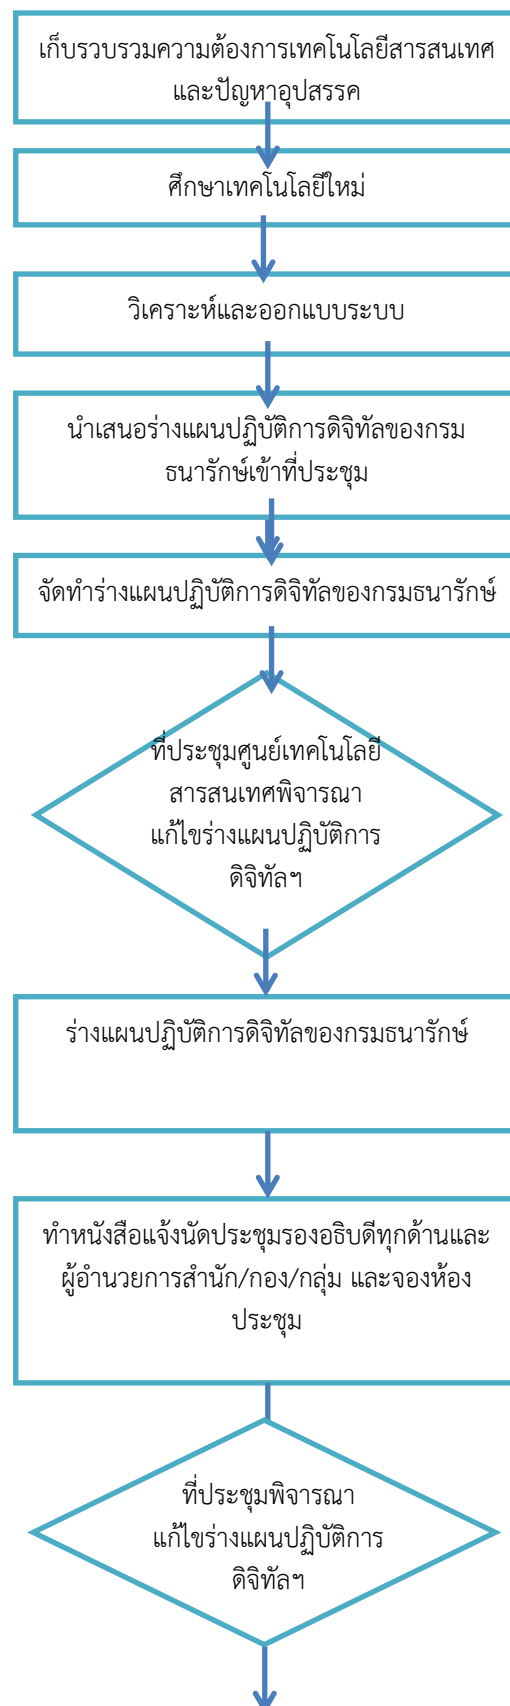 เก็บรวบรวมความต้องการเทคโนโลยีสารสนเทศ
และปัญหาอุปสรรค
ศึกษาเทคโนโลยีใหม่
วิเคราะห์และออกแบบระบบ
นำเสนอร่างแผนปฏิบัติการดิจิทัลของกรม
ธนารักษ์เข้าที่ประชุม
จัดทำร่างแผนปฏิบัติการดิจิทัลของกรมธนารักษ์
ที่ประชุมศูนย์เทคโนโลยี
สารสนเทศพิจารณา
แก้ไขร่างแผนปฏิบัติการ
ดิจิทัลฯ
ร่างแผนปฏิบัติการดิจิทัลของกรมธนารักษ์
ทำหนังสือแจ้งนัดประชุมรองอธิบดีทุกด้านและ
ผู้อำนวยการสำนัก/กอง/กลุ่ม และจองห้อง
ประชุม
ที่ประชุมพิจารณา
แก้ไขร่างแผนปฏิบัติการ
ดิจิทัลฯ